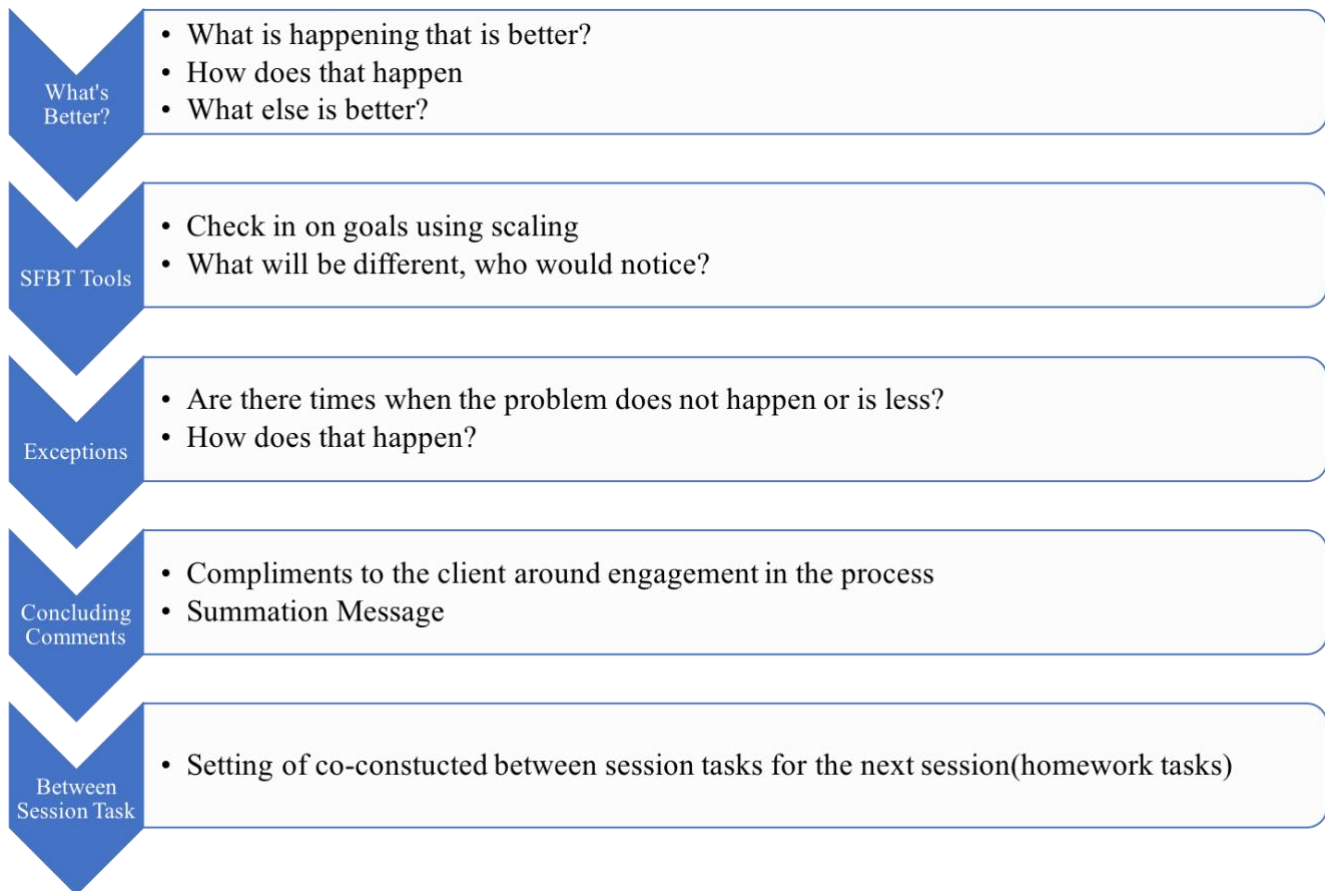 What's
Better?
• What is happening that is better?
• How does that happen
• What else is better?
SFBT Tools
• Check in on goals using scaling
• What will be different, who would notice?
Exceptions
• Are there times when the problem does not happen or is less?
• How does that happen?
Concluding
Comments
• Compliments to the client around engagement in the process
• Summation Message
Between
Session Task
• Setting of co-constucted between session tasks for the next session(homework tasks)